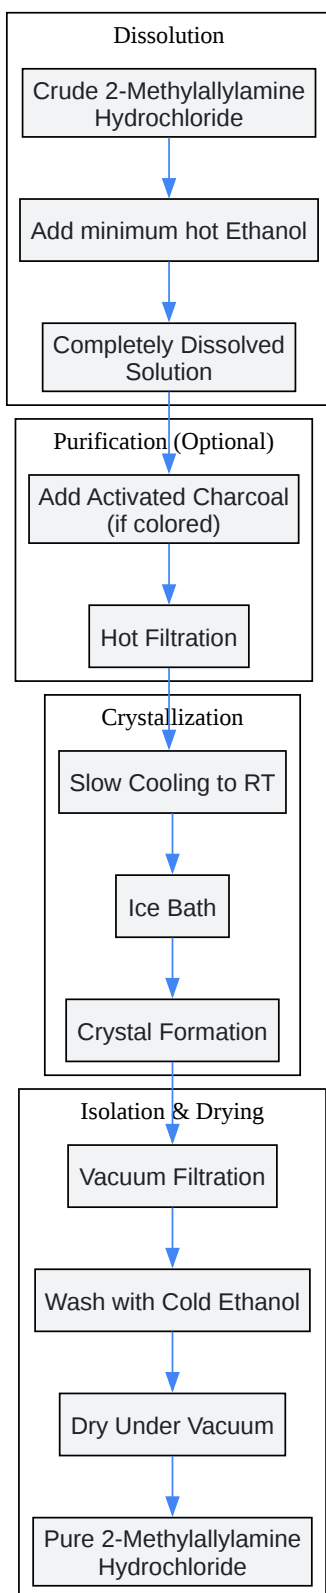 Dissolution
Crude 2-Methylallylamine
Hydrochloride
Add minimum hot Ethanol
Completely Dissolved
Solution
Purification (Optional)
Add Activated Charcoal
(if colored)
Hot Filtration
Crystallization
Slow Cooling to RT
Ice Bath
Crystal Formation
Isolation & Drying
Vacuum Filtration
Wash with Cold Ethanol
Dry Under Vacuum
Pure 2-Methylallylamine
Hydrochloride